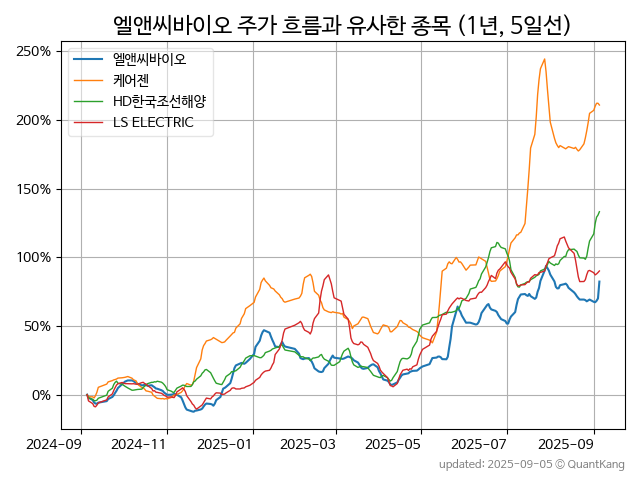 엘앤씨바이오 주가 흐름과 유사한 종목 (1년, 5일선)
엘앤씨바이오
케어젠
HD한국조선해양
LS ELECTRIC
250%
200%
150%
100%
50%
0%
2024-09
2024-11
2025-01
2025-03
2025-05
2025-07
2025-09
updated: 2025-09-05 © QuantKang